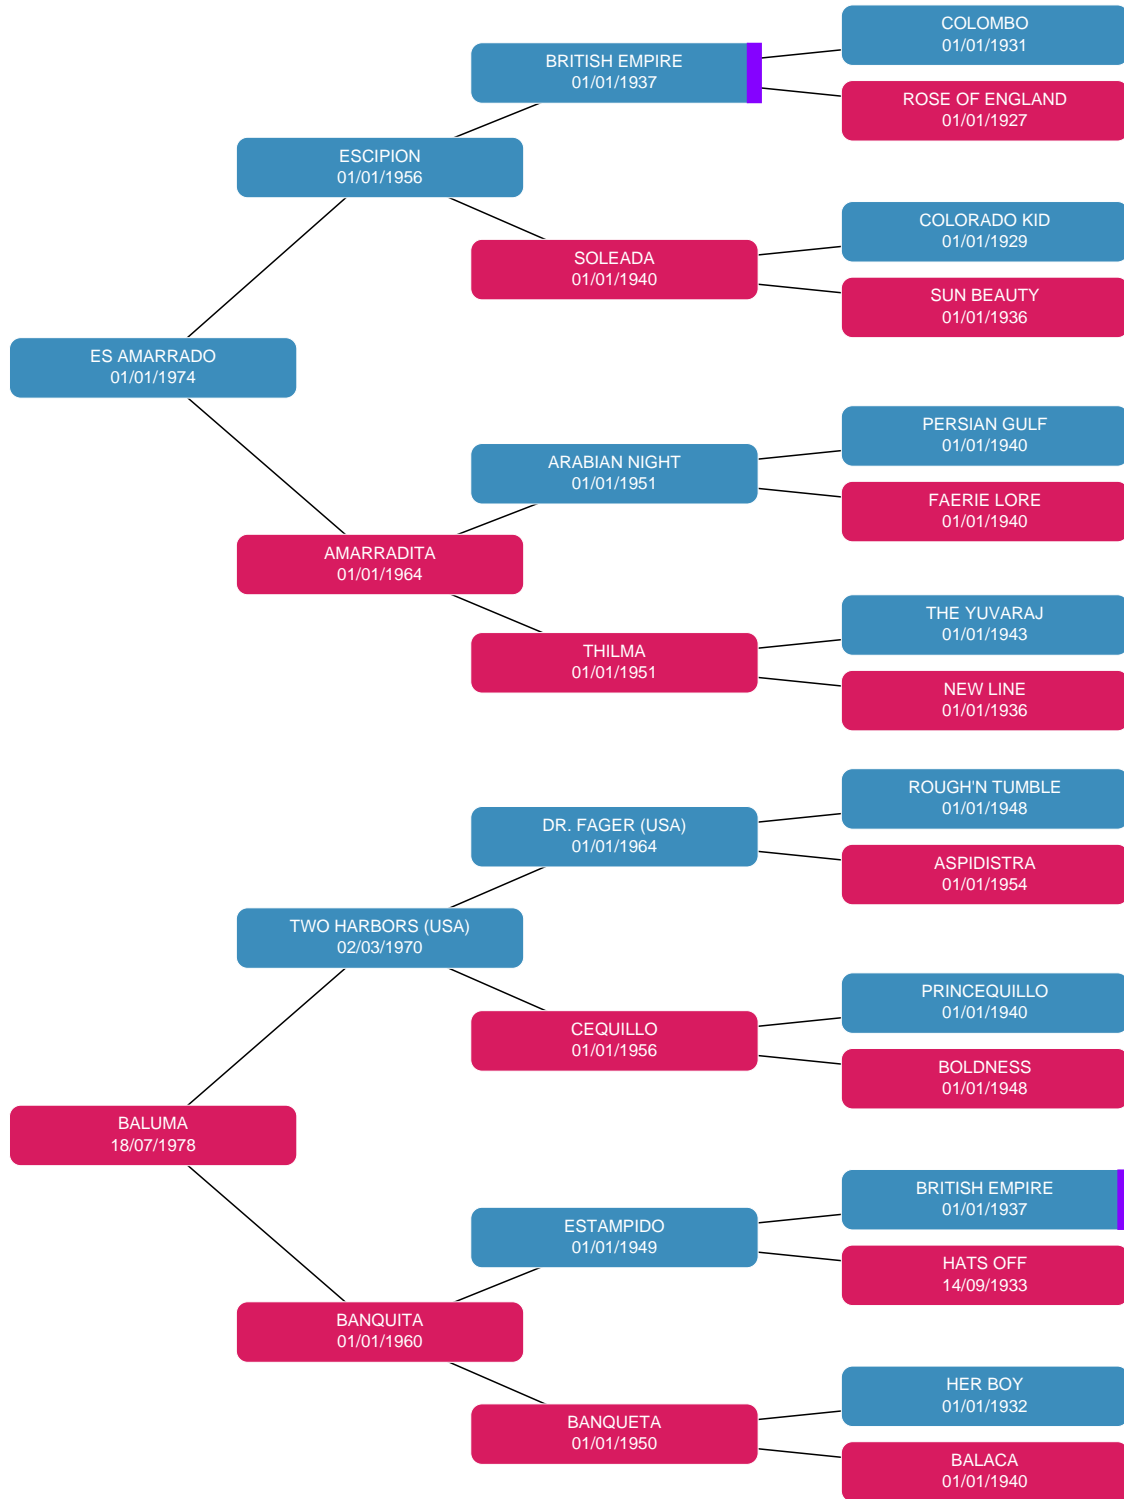 COLOMBO
01/01/1931
BRITISH EMPIRE
01/01/1937
ROSE OF ENGLAND
01/01/1927
ESCIPION
01/01/1956
COLORADO KID
01/01/1929
SOLEADA
01/01/1940
SUN BEAUTY
01/01/1936
ES AMARRADO
01/01/1974
PERSIAN GULF
01/01/1940
ARABIAN NIGHT
01/01/1951
FAERIE LORE
01/01/1940
AMARRADITA
01/01/1964
THE YUVARAJ
01/01/1943
THILMA
01/01/1951
NEW LINE
01/01/1936
ROUGH'N TUMBLE
01/01/1948
DR. FAGER (USA)
01/01/1964
ASPIDISTRA
01/01/1954
TWO HARBORS (USA)
02/03/1970
PRINCEQUILLO
01/01/1940
CEQUILLO
01/01/1956
BOLDNESS
01/01/1948
BALUMA
18/07/1978
BRITISH EMPIRE
01/01/1937
ESTAMPIDO
01/01/1949
HATS OFF
14/09/1933
BANQUITA
01/01/1960
HER BOY
01/01/1932
BANQUETA
01/01/1950
BALACA
01/01/1940